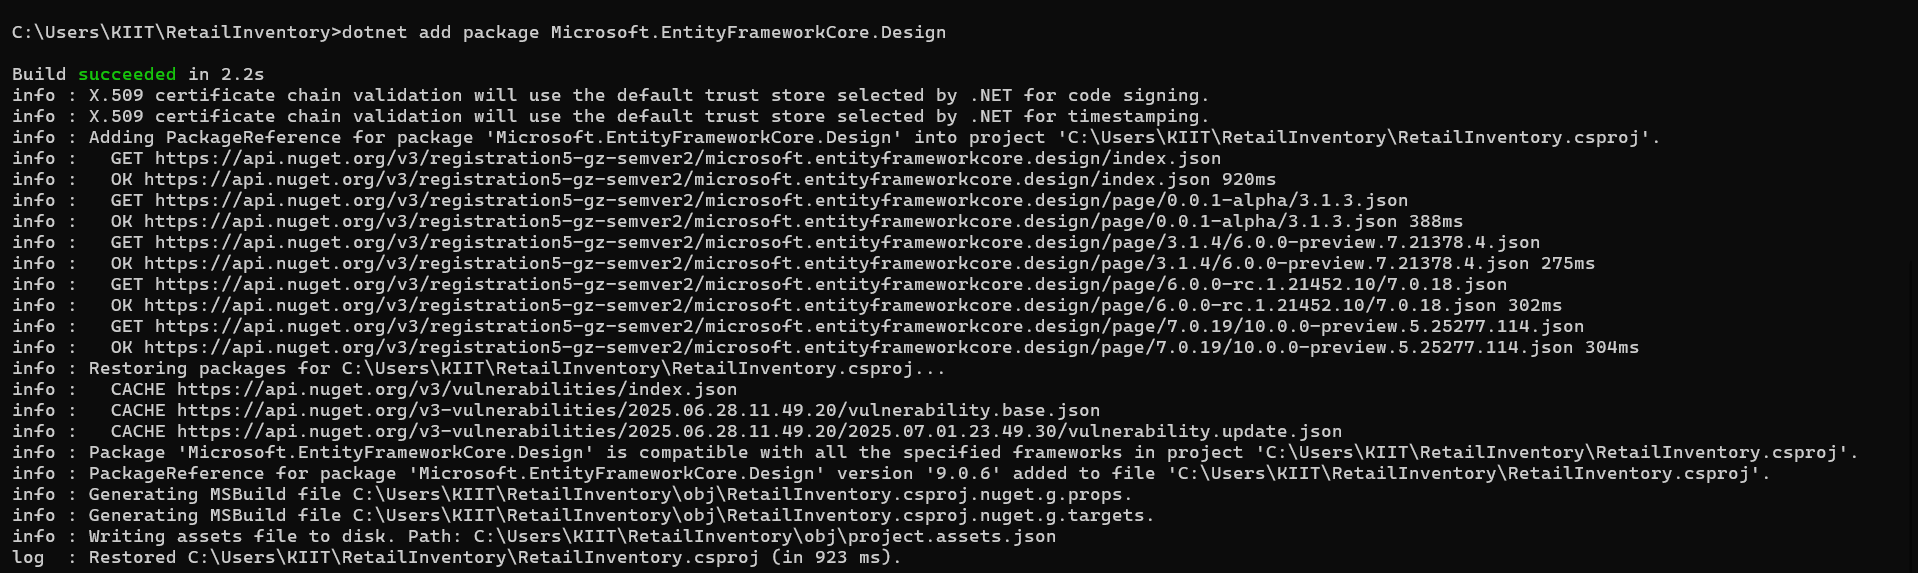 C:\Users\KIIT\RetailInventory>dotnet add package Microsoft.EntityFrameworkCore.Design
Build succeeded in 2.2s
info : X.509 certificate chain validation will use the default trust store selected by .NET for code signing.
info : X.509 certificate chain validation will use the default trust store selected by .NET for timestamping.
info : Adding PackageReference for package 'Microsoft.EntityFrameworkCore.Design' into project 'C:\Users\KIIT\RetailInventory\RetailInventory.csproj'.
info :   GET https://api.nuget.org/v3/registration5-gz-semver2/microsoft.entityframeworkcore.design/index.json
info :   OK https://api.nuget.org/v3/registration5-gz-semver2/microsoft.entityframeworkcore.design/index.json 920ms
info :   GET https://api.nuget.org/v3/registration5-gz-semver2/microsoft.entityframeworkcore.design/page/0.0.1-alpha/3.1.3.json
info :   OK https://api.nuget.org/v3/registration5-gz-semver2/microsoft.entityframeworkcore.design/page/0.0.1-alpha/3.1.3.json 388ms
info :   GET https://api.nuget.org/v3/registration5-gz-semver2/microsoft.entityframeworkcore.design/page/3.1.4/6.0.0-preview.7.21378.4.json
info :   OK https://api.nuget.org/v3/registration5-gz-semver2/microsoft.entityframeworkcore.design/page/3.1.4/6.0.0-preview.7.21378.4.json 275ms
info :   GET https://api.nuget.org/v3/registration5-gz-semver2/microsoft.entityframeworkcore.design/page/6.0.0-rc.1.21452.10/7.0.18.json
info :   OK https://api.nuget.org/v3/registration5-gz-semver2/microsoft.entityframeworkcore.design/page/6.0.0-rc.1.21452.10/7.0.18.json 302ms
info :   GET https://api.nuget.org/v3/registration5-gz-semver2/microsoft.entityframeworkcore.design/page/7.0.19/10.0.0-preview.5.25277.114.json
info :   OK https://api.nuget.org/v3/registration5-gz-semver2/microsoft.entityframeworkcore.design/page/7.0.19/10.0.0-preview.5.25277.114.json 304ms
info : Restoring packages for C:\Users\KIIT\RetailInventory\RetailInventory.csproj...
info :   CACHE https://api.nuget.org/v3/vulnerabilities/index.json
info :   CACHE https://api.nuget.org/v3-vulnerabilities/2025.06.28.11.49.20/vulnerability.base.json
info :   CACHE https://api.nuget.org/v3-vulnerabilities/2025.06.28.11.49.20/2025.07.01.23.49.30/vulnerability.update.json
info : Package 'Microsoft.EntityFrameworkCore.Design' is compatible with all the specified frameworks in project 'C:\Users\KIIT\RetailInventory\RetailInventory.csproj'.
info : PackageReference for package 'Microsoft.EntityFrameworkCore.Design' version '9.0.6' added to file 'C:\Users\KIIT\RetailInventory\RetailInventory.csproj'.
info : Generating MSBuild file C:\Users\KIIT\RetailInventory\obj\RetailInventory.csproj.nuget.g.props.
info : Generating MSBuild file C:\Users\KIIT\RetailInventory\obj\RetailInventory.csproj.nuget.g.targets.
info : Writing assets file to disk. Path: C:\Users\KIIT\RetailInventory\obj\project.assets.json
log  : Restored C:\Users\KIIT\RetailInventory\RetailInventory.csproj (in 923 ms).